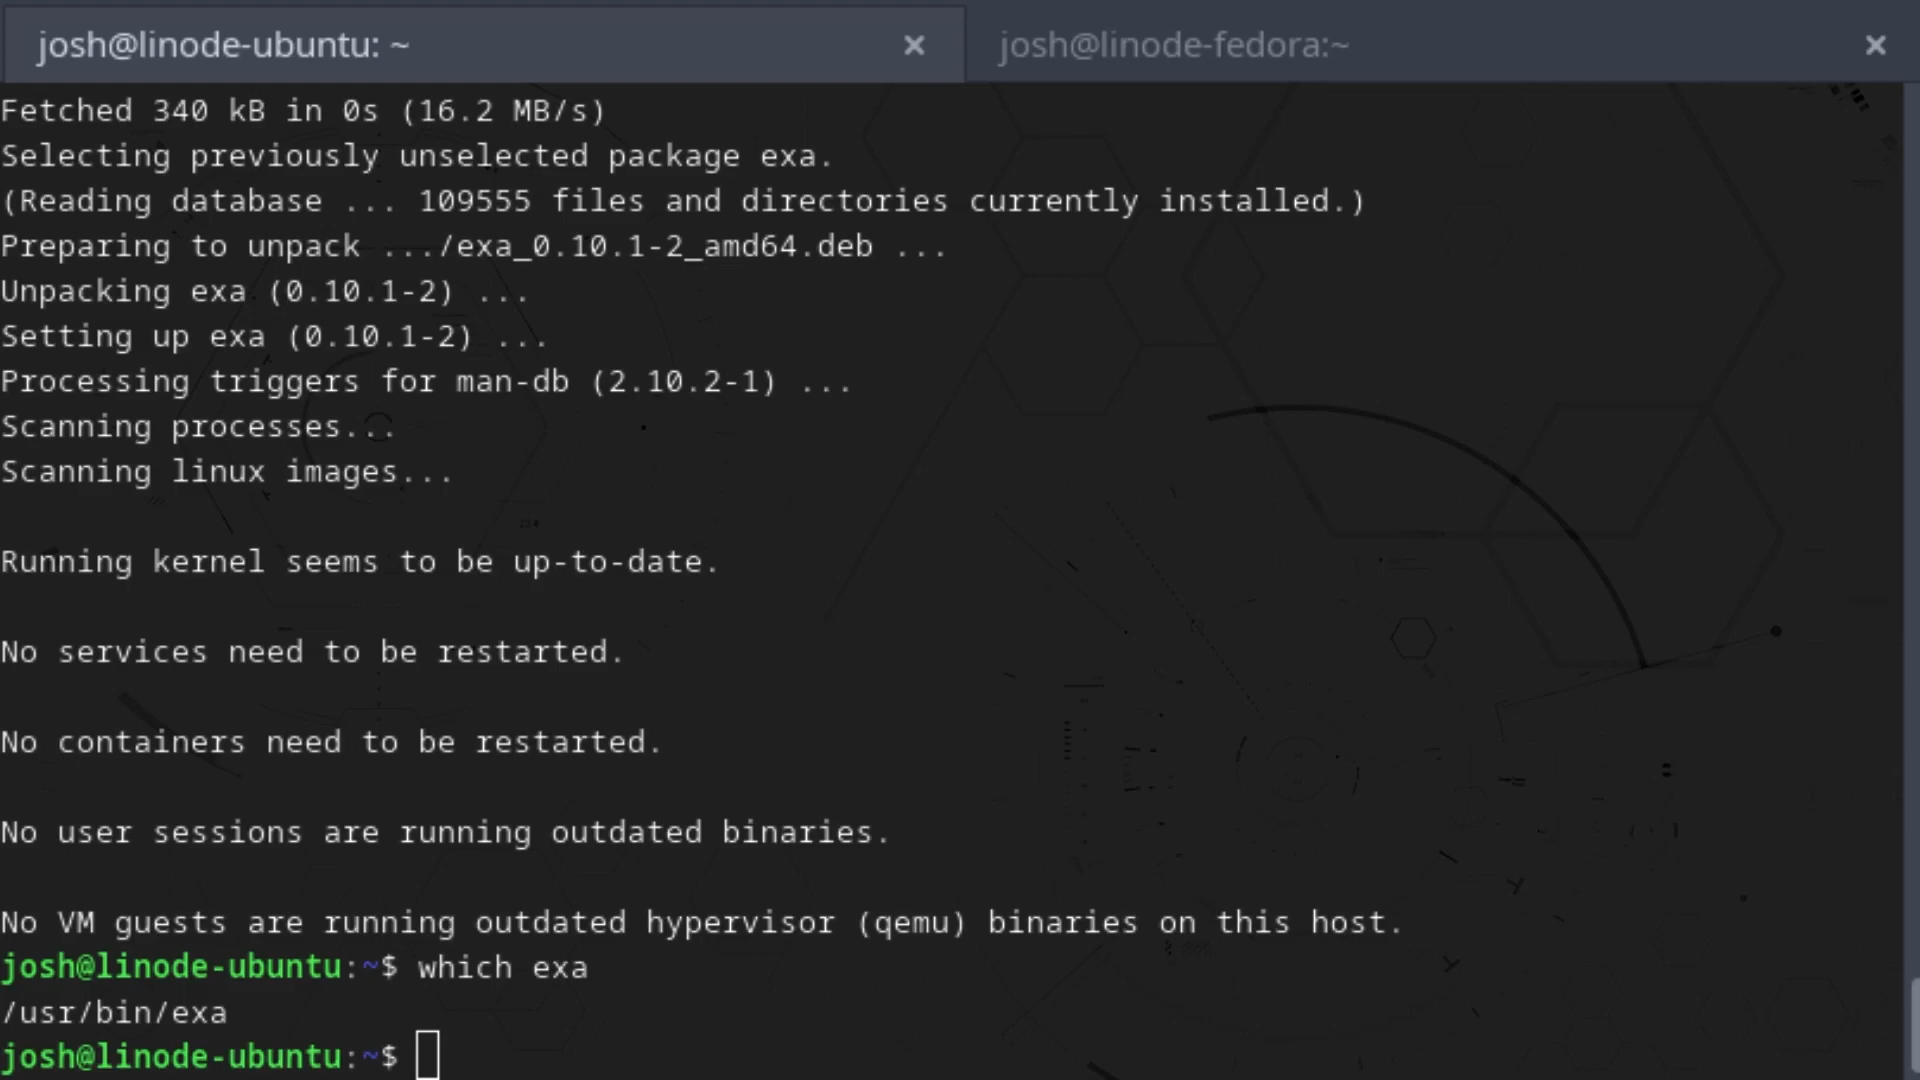 josh@linode-ubuntu: ~ × josh@linode-fedora:~ ×
Fetched 340 kB in 0s (16.2 MB/s)
Selecting previously unselected package exa.
(Reading database ... 109555 files and directories currently installed.)
Preparing to unpack .../exa_0.10.1-2_amd64.deb ...
Unpacking exa (0.10.1-2) ...
Setting up exa (0.10.1-2) ...
Processing triggers for man-db (2.10.2-1) ...
Scanning processes...
Scanning linux images...
Running kernel seems to be up-to-date.
No services need to be restarted.
No containers need to be restarted.
No user sessions are running outdated binaries.
No VM guests are running outdated hypervisor (qemu) binaries on this host.
josh@linode-ubuntu:~$ which exa
/usr/bin/exa
josh@linode-ubuntu:~$